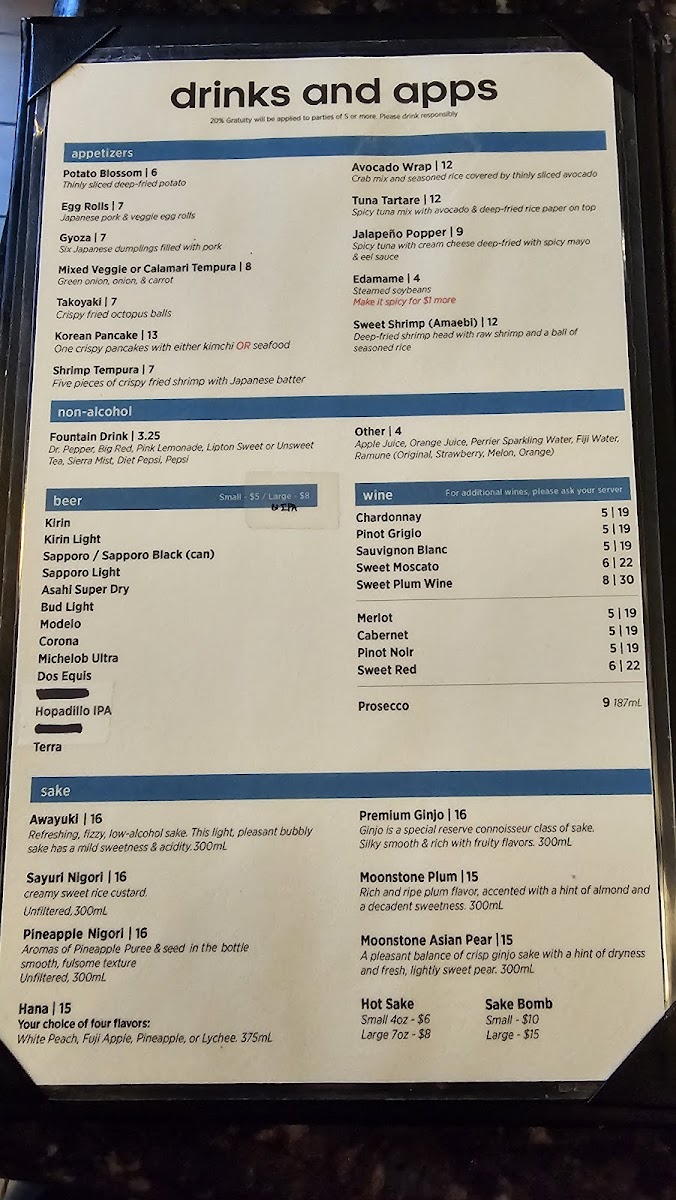 drinks and apps
20% Gratuity will be applied to parties of 5 or more. Please drink responsibly
appetizers
Potato Blossom | 6
Thinly sliced deep-fried potato
Egg Rolls | 7
Japanese pork & veggie egg rolls
Gyoza | 7
Six Japanese dumplings filled with pork
Mixed Veggie or Calamari Tempura | 8
Green onion, onion, & carrot
Takoyaki | 7
Crispy fried octopus balls
Korean Pancake | 13
One crispy pancakes with either kimchi OR seafood
Shrimp Tempura | 7
Five pieces of crispy fried shrimp with Japanese batter
Avocado Wrap | 12
Crab mix and seasoned rice covered by thinly sliced avocado
Tuna Tartare | 12
Spicy tuna mix with avocado & deep-fried rice paper on top
Jalapeño Popper | 9
Spicy tuna with cream cheese deep-fried with spicy mayo
& eel sauce
Edamame | 4
Steamed soybeans
Make it spicy for $1 more
Sweet Shrimp (Amaebi) | 12
Deep-fried shrimp head with raw shrimp and a ball of
seasoned rice
non-alcohol
Fountain Drink | 3.25
Dr. Pepper, Big Red, Pink Lemonade, Lipton Sweet or Unsweet
Tea, Sierra Mist, Diet Pepsi, Pepsi
Other | 4
Apple Juice, Orange Juice, Perrier Sparkling Water, Fiji Water,
Ramune (Original, Strawberry, Melon, Orange)
beer Small - $5 / Large - $8
IPA
Kirin
Kirin Light
Sapporo / Sapporo Black (can)
Sapporo Light
Asahi Super Dry
Bud Light
Modelo
Corona
Michelob Ultra
Dos Equis
Hopadillo IPA
Terra
wine For additional wines, please ask your server
Chardonnay 5 | 19
Pinot Grigio 5 | 19
Sauvignon Blanc 5 | 19
Sweet Moscato 6 | 22
Sweet Plum Wine 8 | 30
Merlot 5 | 19
Cabernet 5 | 19
Pinot Noir 5 | 19
Sweet Red 6 | 22
Prosecco 9 187mL
sake
Awayuki | 16
Refreshing, fizzy, low-alcohol sake. This light, pleasant bubbly
sake has a mild sweetness & acidity.300mL
Sayuri Nigori | 16
creamy sweet rice custard.
Unfiltered, 300mL
Pineapple Nigori | 16
Aromas of Pineapple Puree & seed in the bottle
smooth, fulsome texture
Unfiltered, 300mL
Hana | 15
Your choice of four flavors:
White Peach, Fuji Apple, Pineapple, or Lychee. 375mL
Premium Ginjo | 16
Ginjo is a special reserve connoisseur class of sake.
Silky smooth & rich with fruity flavors. 300mL
Moonstone Plum | 15
Rich and ripe plum flavor, accented with a hint of almond and
a decadent sweetness. 300mL
Moonstone Asian Pear | 15
A pleasant balance of crisp ginjo sake with a hint of dryness
and fresh, lightly sweet pear. 300mL
Hot Sake
Small 4oz - $6
Large 7oz - $8
Sake Bomb
Small - $10
Large - $15